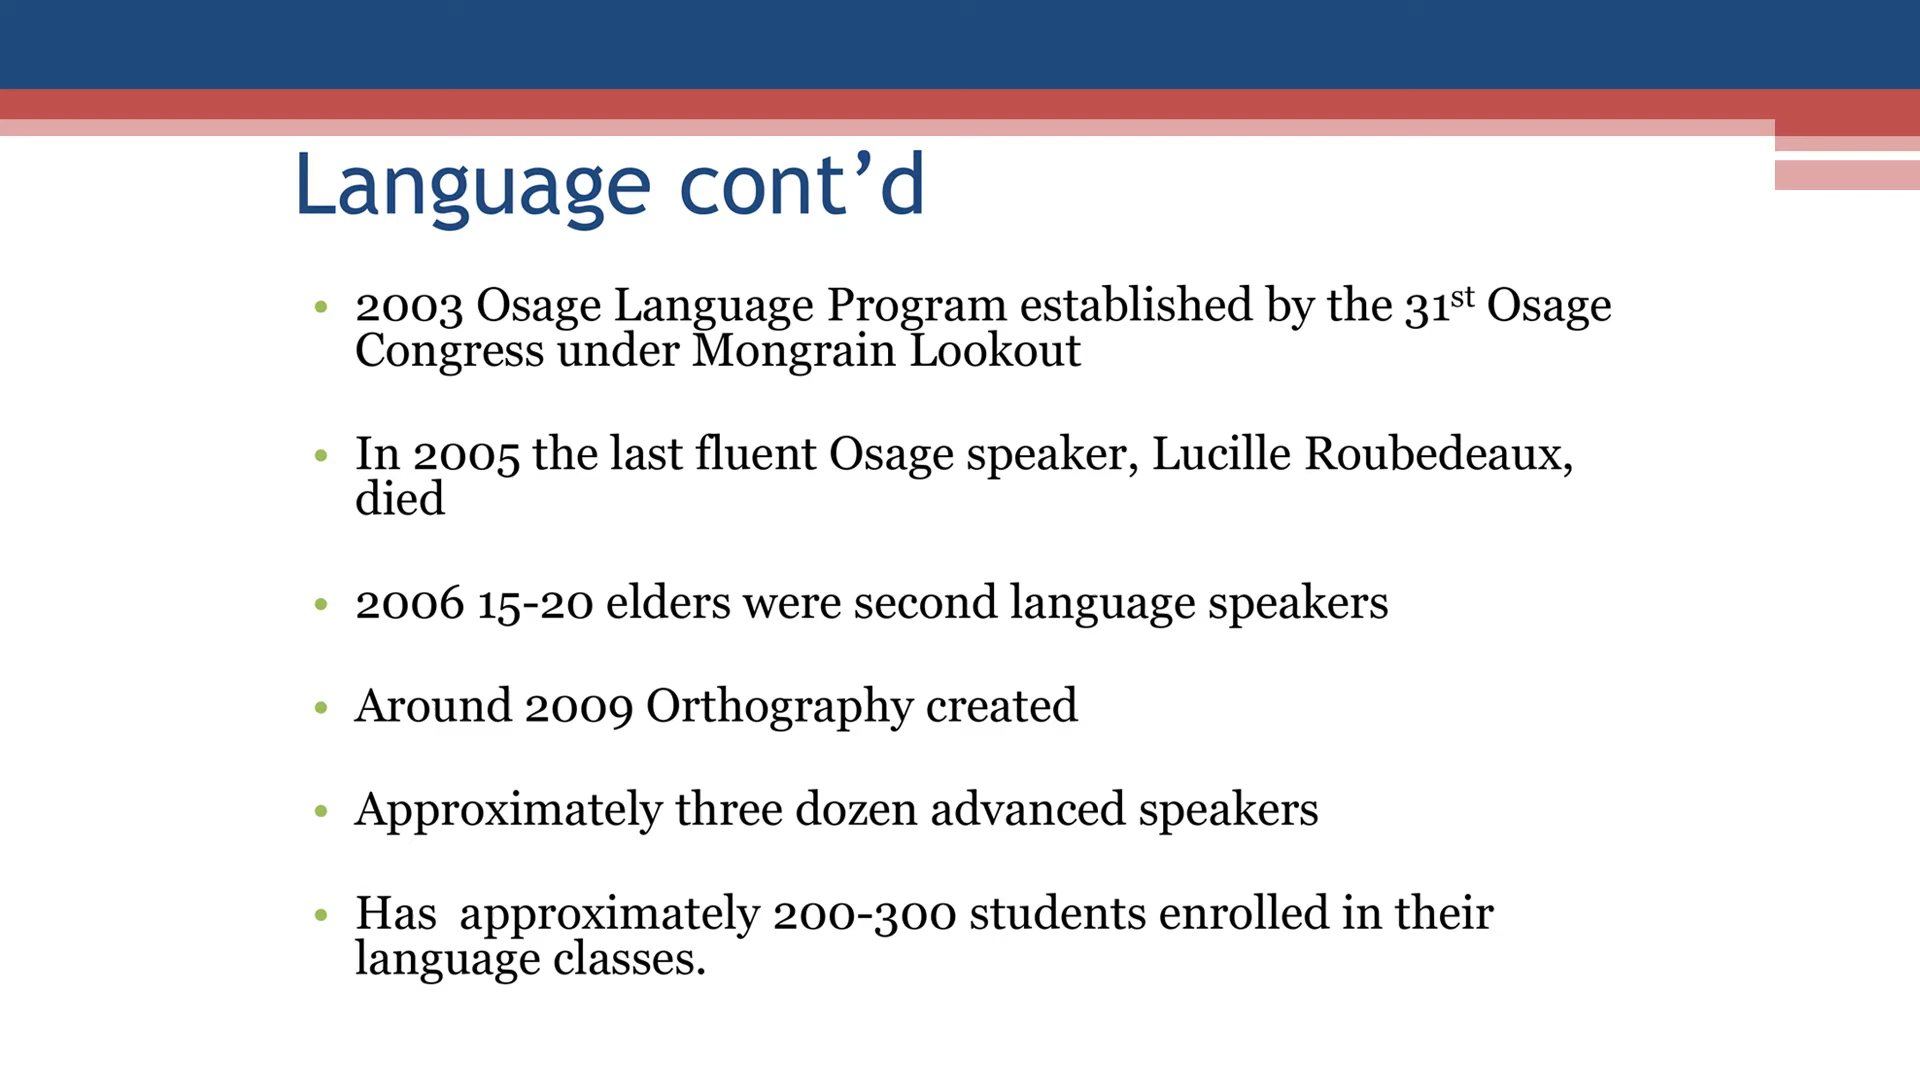 Language cont’d
• 2003 Osage Language Program established by the 31st Osage
Congress under Mongrain Lookout
• In 2005 the last fluent Osage speaker, Lucille Roubedeaux,
died
• 2006 15-20 elders were second language speakers
• Around 2009 Orthography created
• Approximately three dozen advanced speakers
• Has  approximately 200-300 students enrolled in their
language classes.